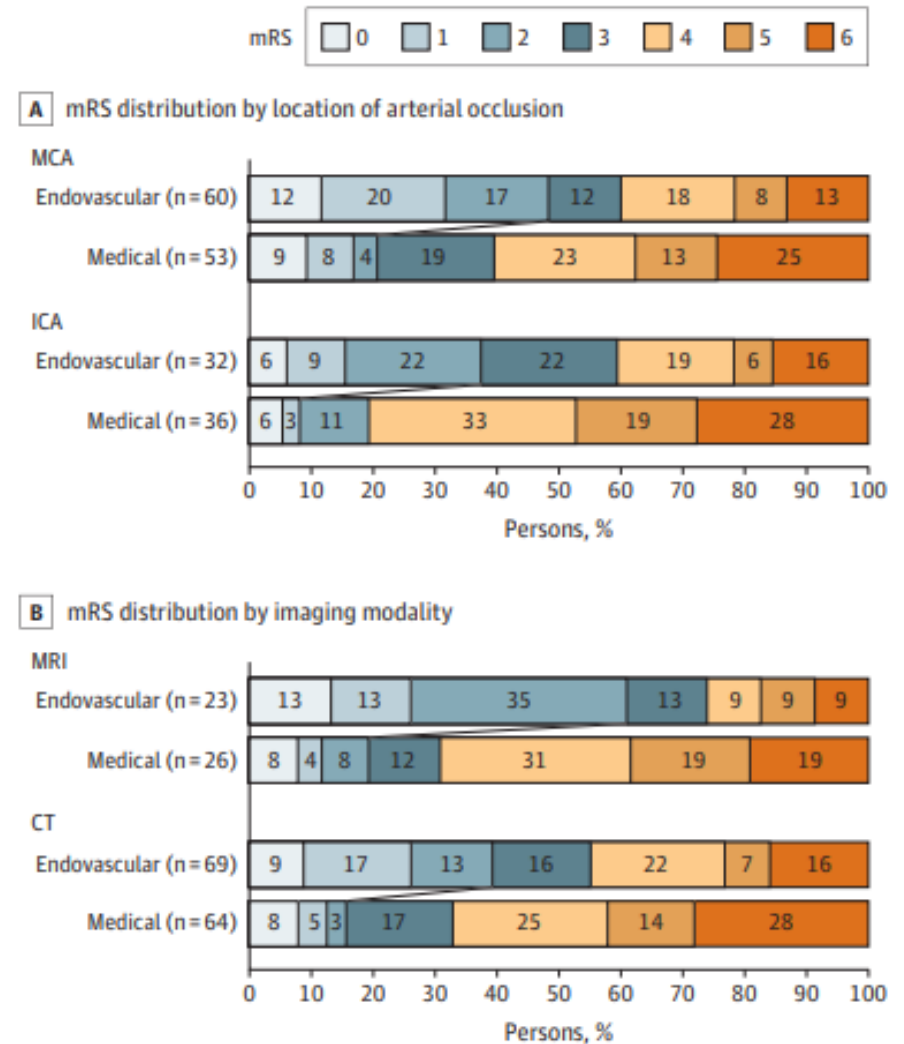 mRS 0 1 2 3 4 5 6
A mRS distribution by location of arterial occlusion
MCA
Endovascular (n=60) 12 20 17 12 18 8 13
Medical (n=53) 9 8 4 19 23 13 25
ICA
Endovascular (n=32) 6 9 22 22 19 6 16
Medical (n=36) 6 3 11 33 19 28
0 10 20 30 40 50 60 70 80 90 100
Persons, %
B mRS distribution by imaging modality
MRI
Endovascular (n=23) 13 13 35 13 9 9 9
Medical (n=26) 8 4 8 12 31 19 19
CT
Endovascular (n=69) 9 17 13 16 22 7 16
Medical (n=64) 8 5 3 17 25 14 28
0 10 20 30 40 50 60 70 80 90 100
Persons, %